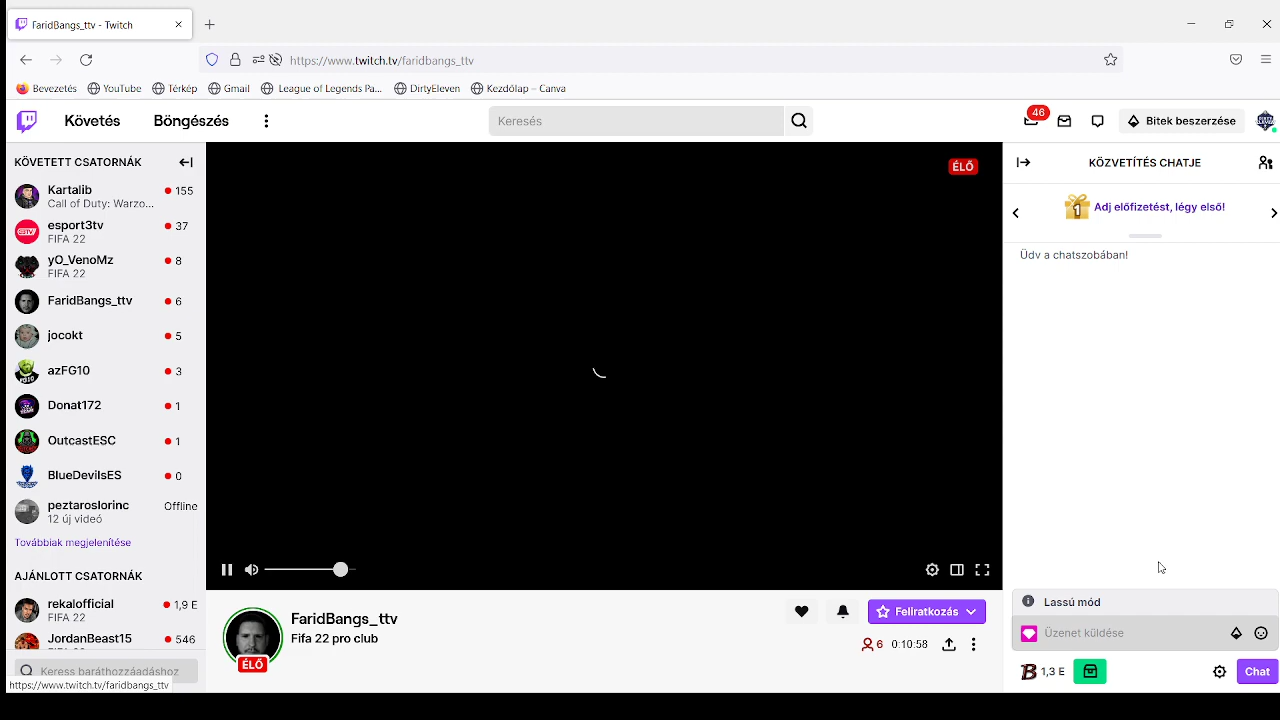 FaridBangs_ttv - Twitch
https://www.twitch.tv/faridbangs_ttv
Bevezetés YouTube Térkép Gmail League of Legends Pa... DirtyEleven Kezdőlap – Canva
Követés Böngészés Keresés 46 Bitek beszerzése
KÖVETETT CSATORNÁK
Kartalib 155
Call of Duty: Warzo...
esport3tv 37
FIFA 22
yO_VenoMz 8
FIFA 22
FaridBangs_ttv 6
jocokt 5
azFG10 3
Donat172 1
OutcastESC 1
BlueDevilsES 0
peztaroslorinc Offline
12 új videó
Továbbiak megjelenítése
AJÁNLOTT CSATORNÁK
rekalofficial 1,9 E
FIFA 22
JordanBeast15 546
Keress baráthozzáadáshoz
https://www.twitch.tv/faridbangs_ttv
ÉLŐ
FaridBangs_ttv
Fifa 22 pro club
ÉLŐ
Feliratkozás
6 0:10:58
KÖZVETÍTÉS CHATJE
1 Adj előfizetést, légy első!
Üdv a chatszobában!
Lassú mód
Üzenet küldése
1,3 E Chat